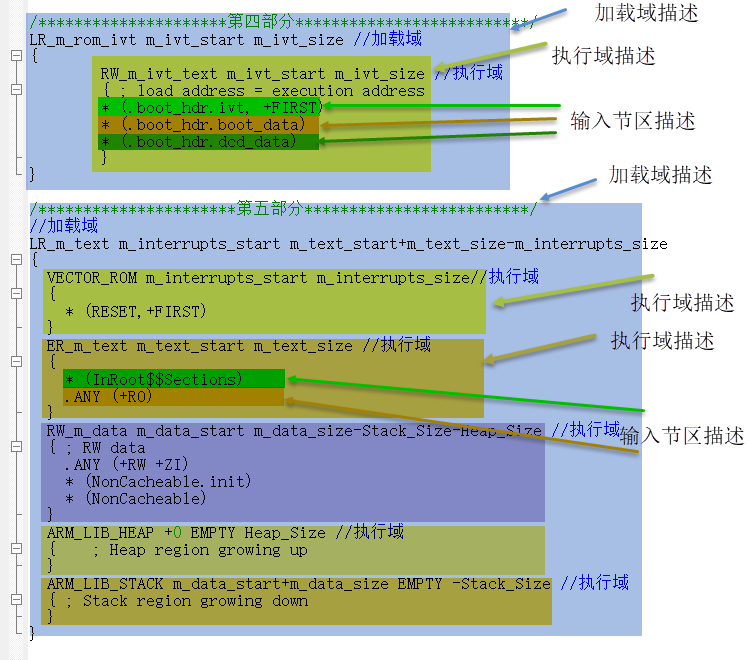 /*********************第四部分**************************/
加载域描述
LR_m_rom_ivt m_ivt_start m_ivt_size //加载域
{
执行域描述
RW_m_ivt_text m_ivt_start m_ivt_size //执行域
{ ; load address = execution address
* (.boot_hdr.ivt, +FIRST)
* (.boot_hdr.boot_data)
输入节区描述
* (.boot_hdr.dcd_data)
}
}
加载域描述
/**********************第五部分*************************/
//加载域
LR_m_text m_interrupts_start m_text_start+m_text_size-m_interrupts_size
{
VECTOR_ROM m_interrupts_start m_interrupts_size//执行域
{
执行域描述
* (RESET,+FIRST)
}
执行域描述
ER_m_text m_text_start m_text_size //执行域
{
* (InRoot$$Sections)
.ANY (+RO)
}
RW_m_data m_data_start m_data_size-Stack_Size-Heap_Size //执行域
输入节区描述
{ ; RW data
.ANY (+RW +ZI)
* (NonCacheable.init)
* (NonCacheable)
}
ARM_LIB_HEAP +0 EMPTY Heap_Size //执行域
{ ; Heap region growing up
}
ARM_LIB_STACK m_data_start+m_data_size EMPTY -Stack_Size //执行域
{ ; Stack region growing down
}
}